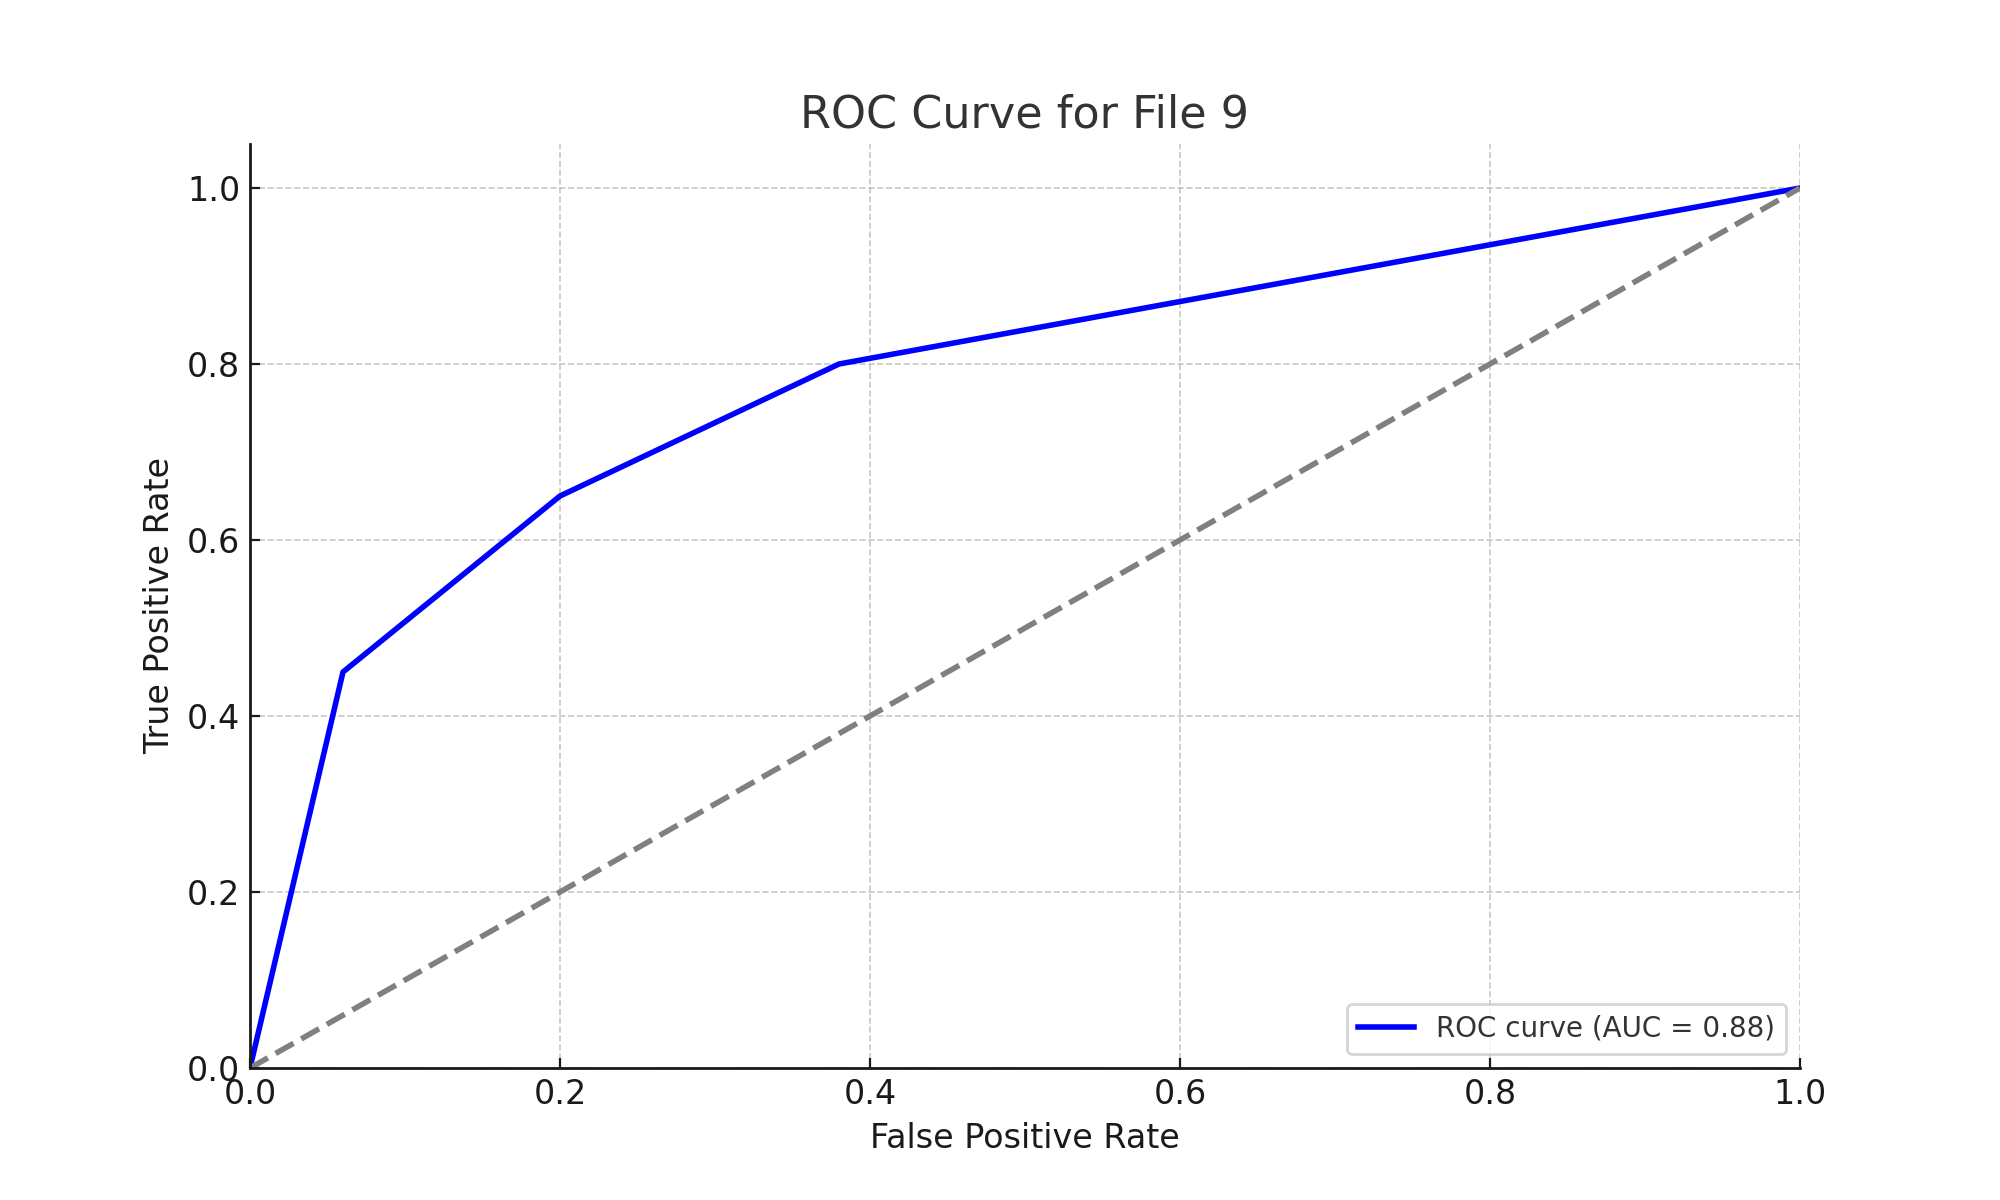 ROC Curve for File 9
1.0
0.8
0.6
0.4
0.2
0.0
True Positive Rate
ROC curve (AUC = 0.88)
0.0 0.2 0.4 0.6 0.8 1.0
False Positive Rate